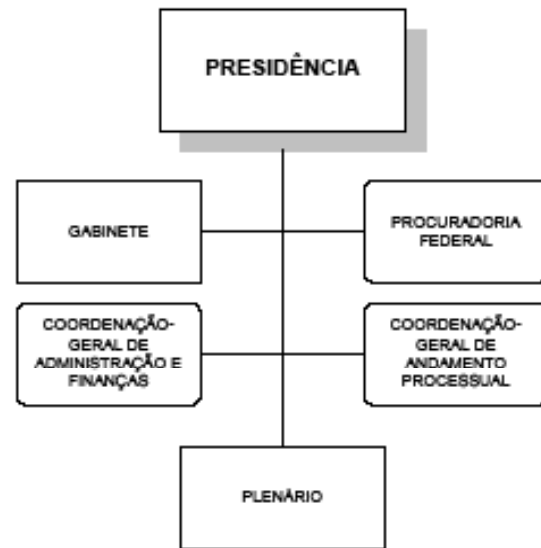 PRESIDÊNCIA
GABINETE
PROCURADORIA
FEDERAL
COORDENAÇÃO-
GERAL DE
ADMINISTRAÇÃO E
FINANÇAS
COORDENAÇÃO-
GERAL DE
ANDAMENTO
PROCESSUAL
PLENÁRIO